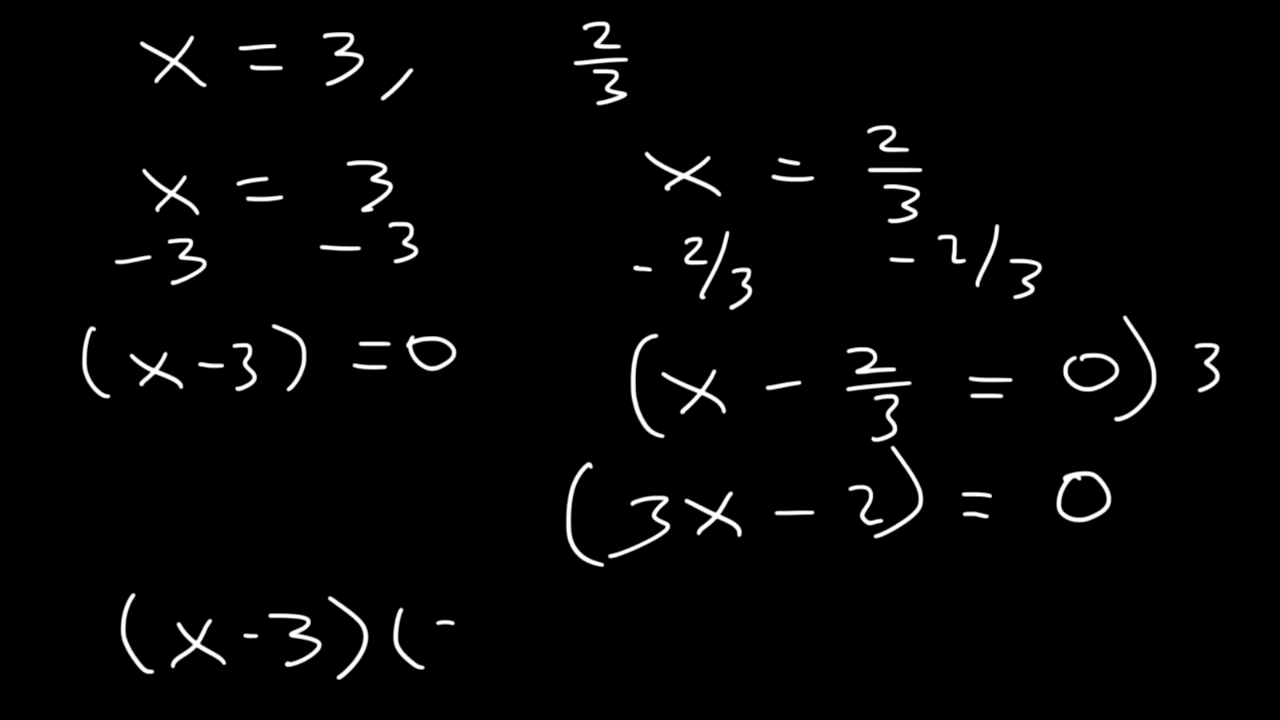 x = 3, 2/3
x = 3 x = 2/3
-3 -3 - 2/3 - 2/3
(x - 3) = 0 (x - 2/3 = 0) 3
(3x - 2) = 0
(x - 3)(